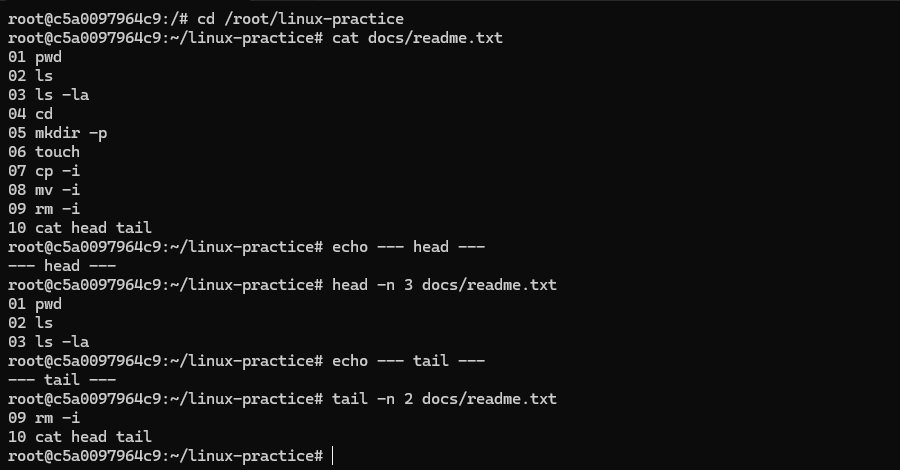 root@c5a0097964c9:/# cd /root/linux-practice
root@c5a0097964c9:~/linux-practice# cat docs/readme.txt
01 pwd
02 ls
03 ls -la
04 cd
05 mkdir -p
06 touch
07 cp -i
08 mv -i
09 rm -i
10 cat head tail
root@c5a0097964c9:~/linux-practice# echo --- head ---
--- head ---
root@c5a0097964c9:~/linux-practice# head -n 3 docs/readme.txt
01 pwd
02 ls
03 ls -la
root@c5a0097964c9:~/linux-practice# echo --- tail ---
--- tail ---
root@c5a0097964c9:~/linux-practice# tail -n 2 docs/readme.txt
09 rm -i
10 cat head tail
root@c5a0097964c9:~/linux-practice#